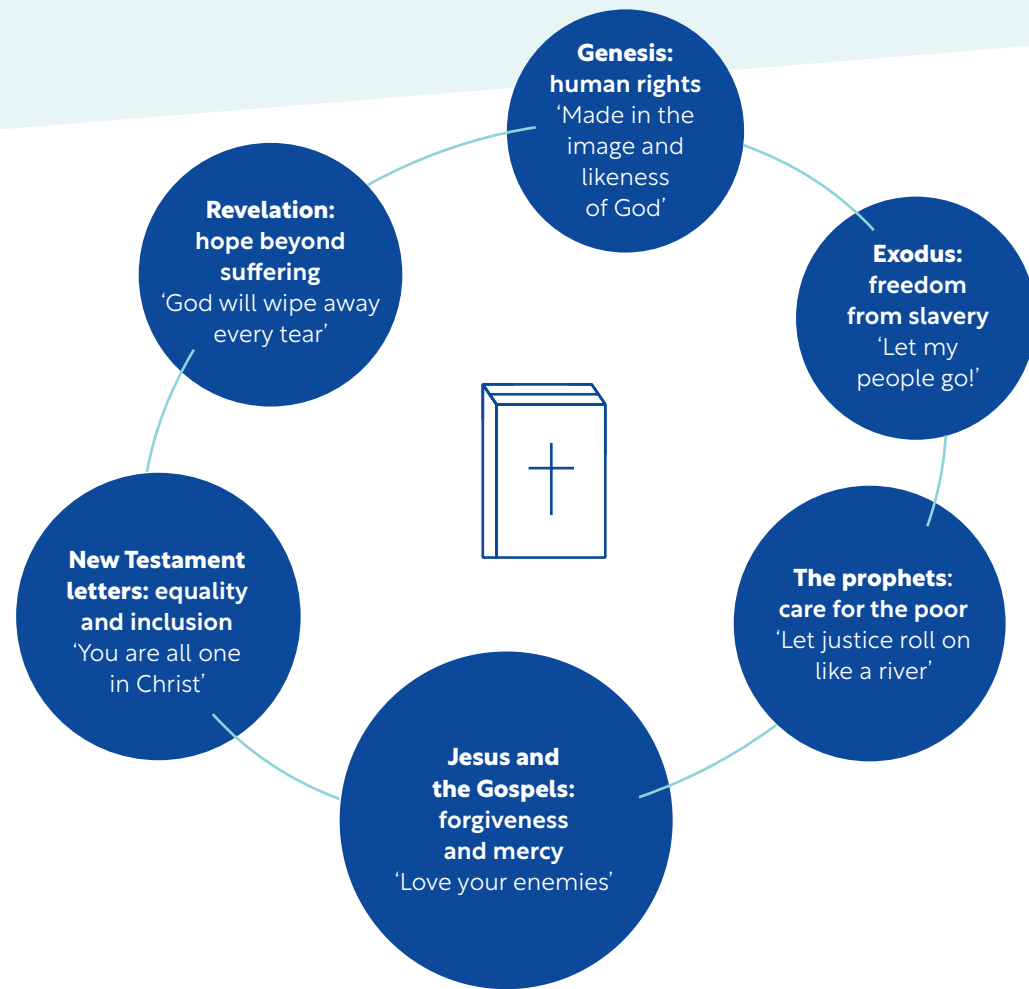 Genesis:
human rights
‘Made in the
image and
likeness
of God’
Exodus:
freedom
from slavery
‘Let my
people go!’
The prophets:
care for the poor
‘Let justice roll on
like a river’
Jesus and
the Gospels:
forgiveness
and mercy
‘Love your enemies’
New Testament
letters: equality
and inclusion
‘You are all one
in Christ’
Revelation:
hope beyond
suffering
‘God will wipe away
every tear’